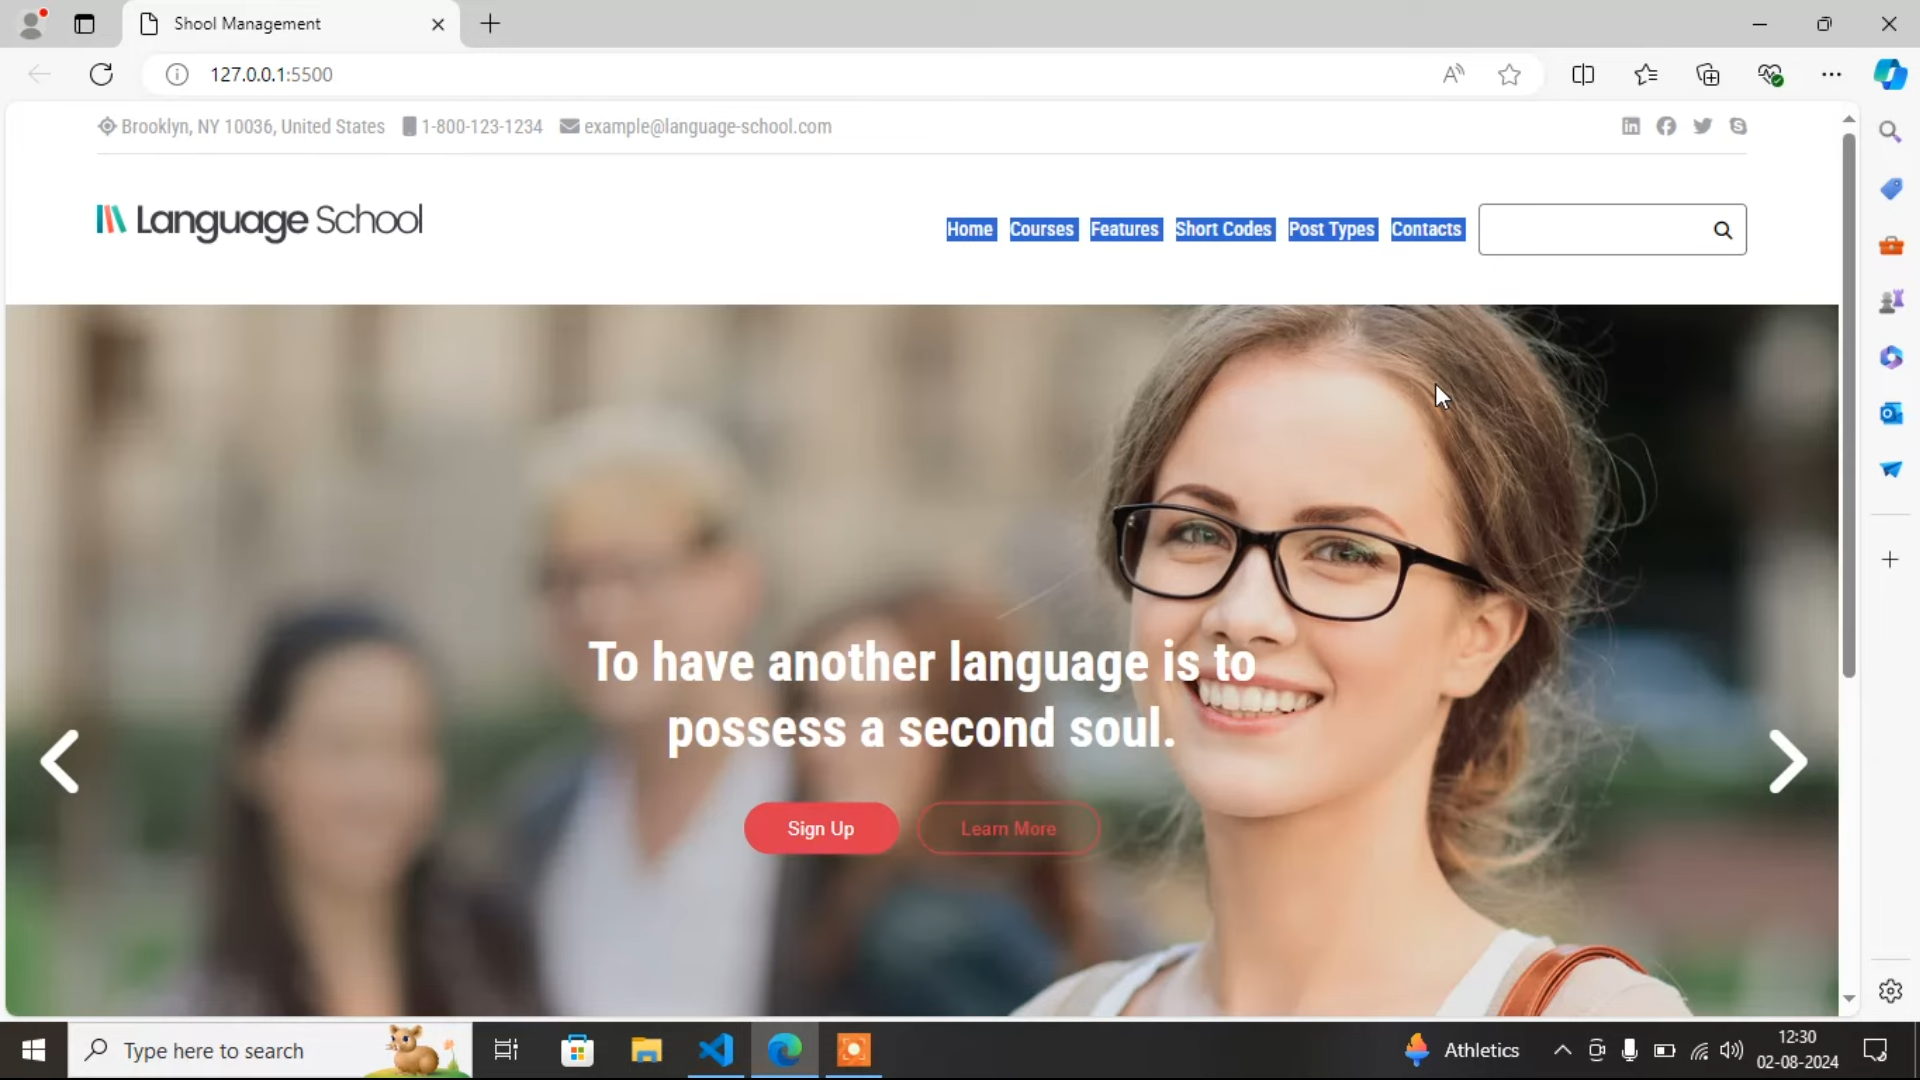 Shool Management
127.0.0.1:5500
Brooklyn, NY 10036, United States 1-800-123-1234 example@language-school.com
Language School
Home Courses Features Short Codes Post Types Contacts
To have another language is to
possess a second soul.
Sign Up Learn More
Type here to search
Athletics
12:30
02-08-2024